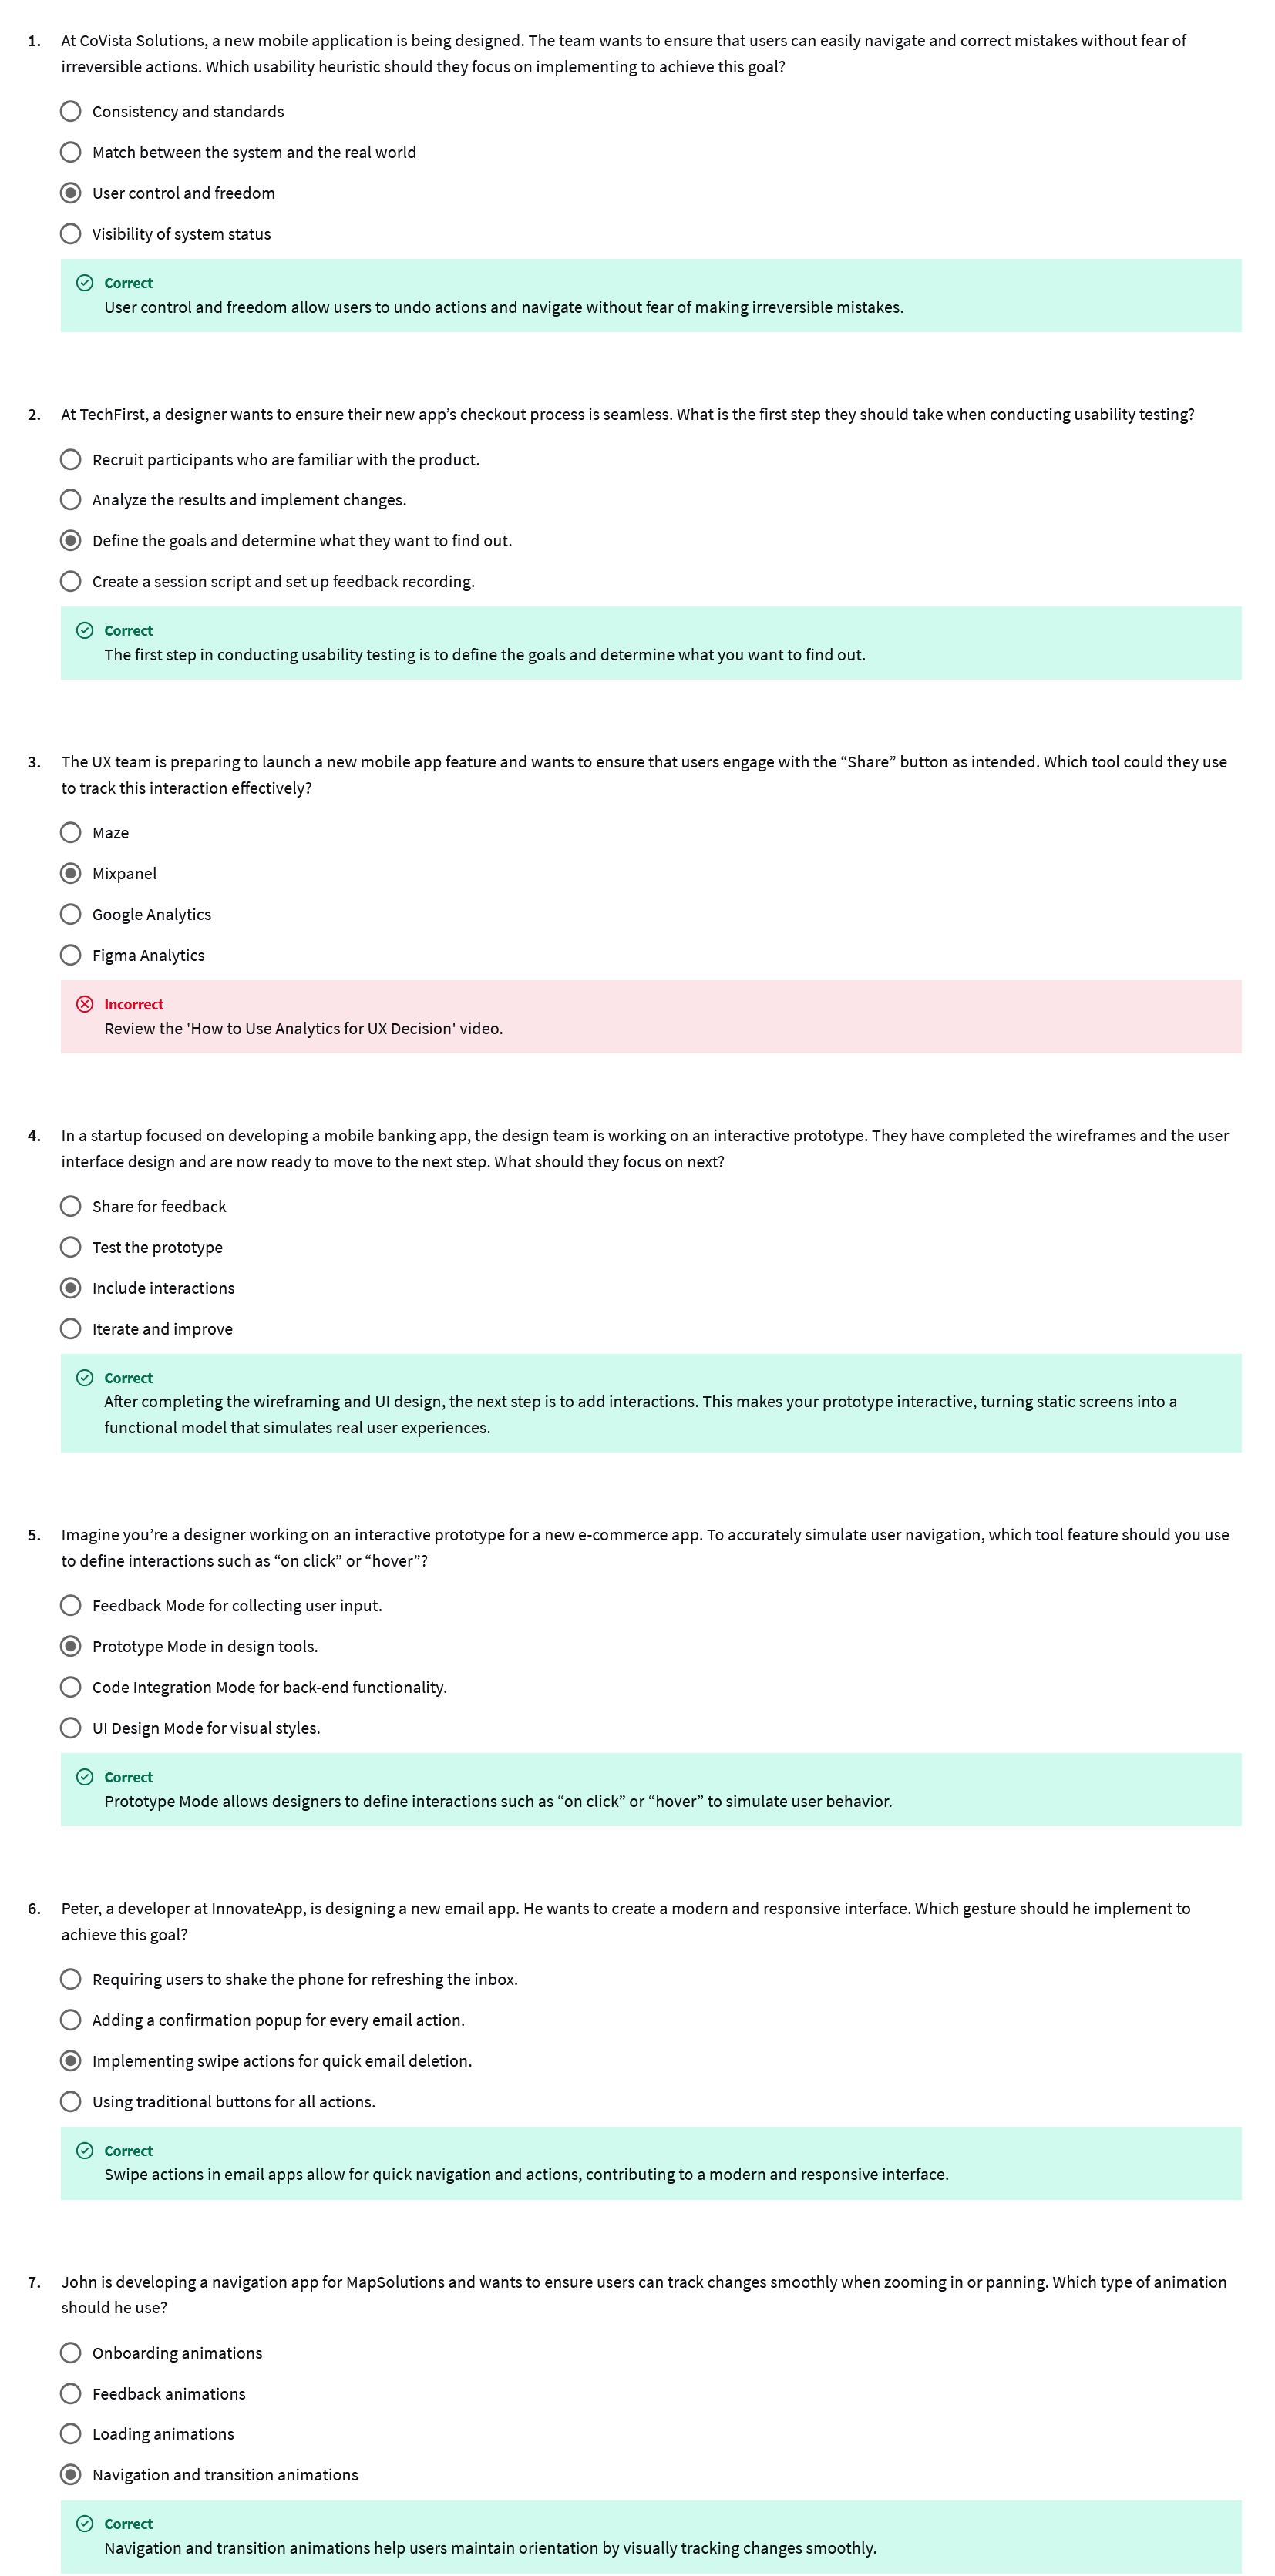 1. At CoVista Solutions, a new mobile application is being designed. The team wants to ensure that users can easily navigate and correct mistakes without fear of
irreversible actions. Which usability heuristic should they focus on implementing to achieve this goal?
Consistency and standards
Match between the system and the real world
User control and freedom
Visibility of system status
Correct
User control and freedom allow users to undo actions and navigate without fear of making irreversible mistakes.
2. At TechFirst, a designer wants to ensure their new app’s checkout process is seamless. What is the first step they should take when conducting usability testing?
Recruit participants who are familiar with the product.
Analyze the results and implement changes.
Define the goals and determine what they want to find out.
Create a session script and set up feedback recording.
Correct
The first step in conducting usability testing is to define the goals and determine what you want to find out.
3. The UX team is preparing to launch a new mobile app feature and wants to ensure that users engage with the “Share” button as intended. Which tool could they use
to track this interaction effectively?
Maze
Mixpanel
Google Analytics
Figma Analytics
Incorrect
Review the 'How to Use Analytics for UX Decision' video.
4. In a startup focused on developing a mobile banking app, the design team is working on an interactive prototype. They have completed the wireframes and the user
interface design and are now ready to move to the next step. What should they focus on next?
Share for feedback
Test the prototype
Include interactions
Iterate and improve
Correct
After completing the wireframing and UI design, the next step is to add interactions. This makes your prototype interactive, turning static screens into a
functional model that simulates real user experiences.
5. Imagine you’re a designer working on an interactive prototype for a new e-commerce app. To accurately simulate user navigation, which tool feature should you use
to define interactions such as “on click” or “hover”?
Feedback Mode for collecting user input.
Prototype Mode in design tools.
Code Integration Mode for back-end functionality.
UI Design Mode for visual styles.
Correct
Prototype Mode allows designers to define interactions such as “on click” or “hover” to simulate user behavior.
6. Peter, a developer at InnovateApp, is designing a new email app. He wants to create a modern and responsive interface. Which gesture should he implement to
achieve this goal?
Requiring users to shake the phone for refreshing the inbox.
Adding a confirmation popup for every email action.
Implementing swipe actions for quick email deletion.
Using traditional buttons for all actions.
Correct
Swipe actions in email apps allow for quick navigation and actions, contributing to a modern and responsive interface.
7. John is developing a navigation app for MapSolutions and wants to ensure users can track changes smoothly when zooming in or panning. Which type of animation
should he use?
Onboarding animations
Feedback animations
Loading animations
Navigation and transition animations
Correct
Navigation and transition animations help users maintain orientation by visually tracking changes smoothly.